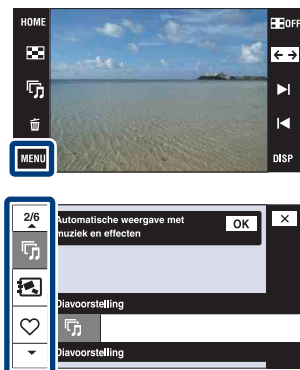 HOME
OFF
MENU
DISP
2/6
Automatische weergave met
muziek en effecten
OK
×
Diavoorstelling
Diavoorstelling